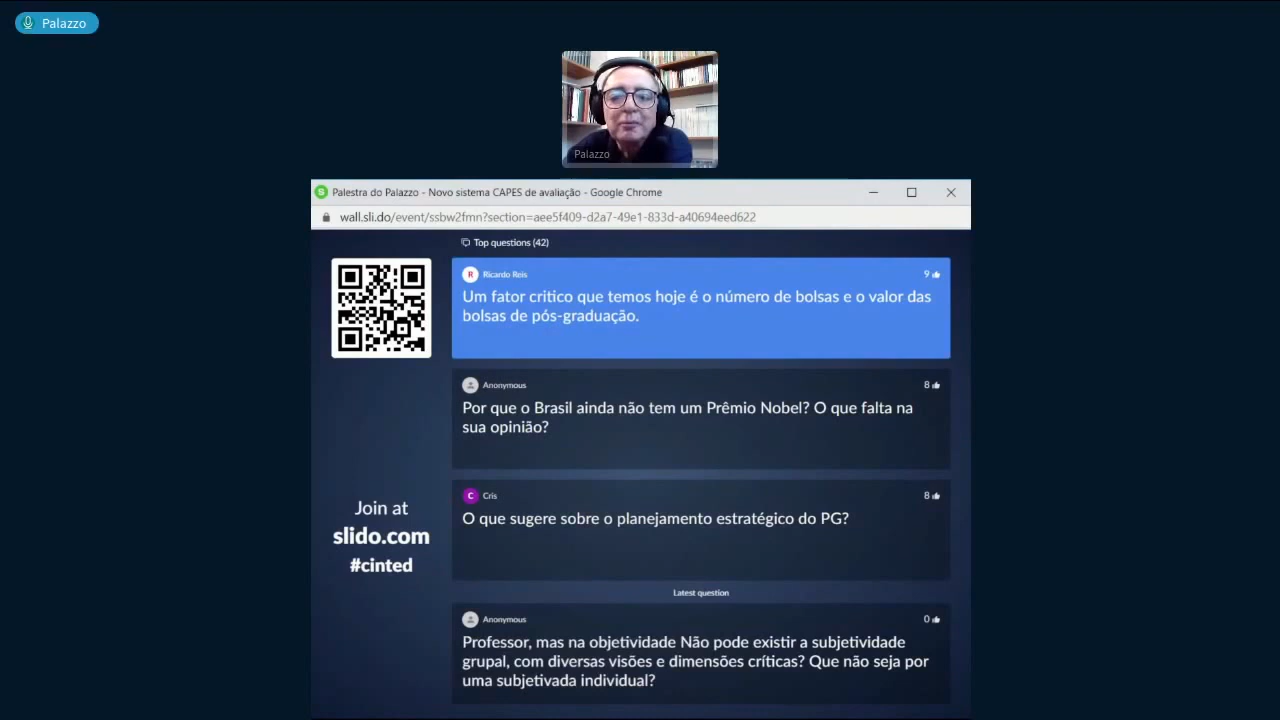 Palazzo
Palazzo
Palestra do Palazzo - Novo sistema CAPES de avaliação - Google Chrome
wall.sli.do/event/ssbw2fmn?section=aee5f409-d2a7-49e1-833d-a40694eed622
Top questions (42)
R Ricardo Reis 9
Um fator critico que temos hoje é o número de bolsas e o valor das
bolsas de pós-graduação.
Anonymous 8
Por que o Brasil ainda não tem um Prêmio Nobel? O que falta na
sua opinião?
C Cris 8
O que sugere sobre o planejamento estratégico do PG?
Join at
slido.com
#cinted
Latest question
Anonymous 0
Professor, mas na objetividade Não pode existir a subjetividade
grupal, com diversas visões e dimensões críticas? Que não seja por
uma subjetivada individual?